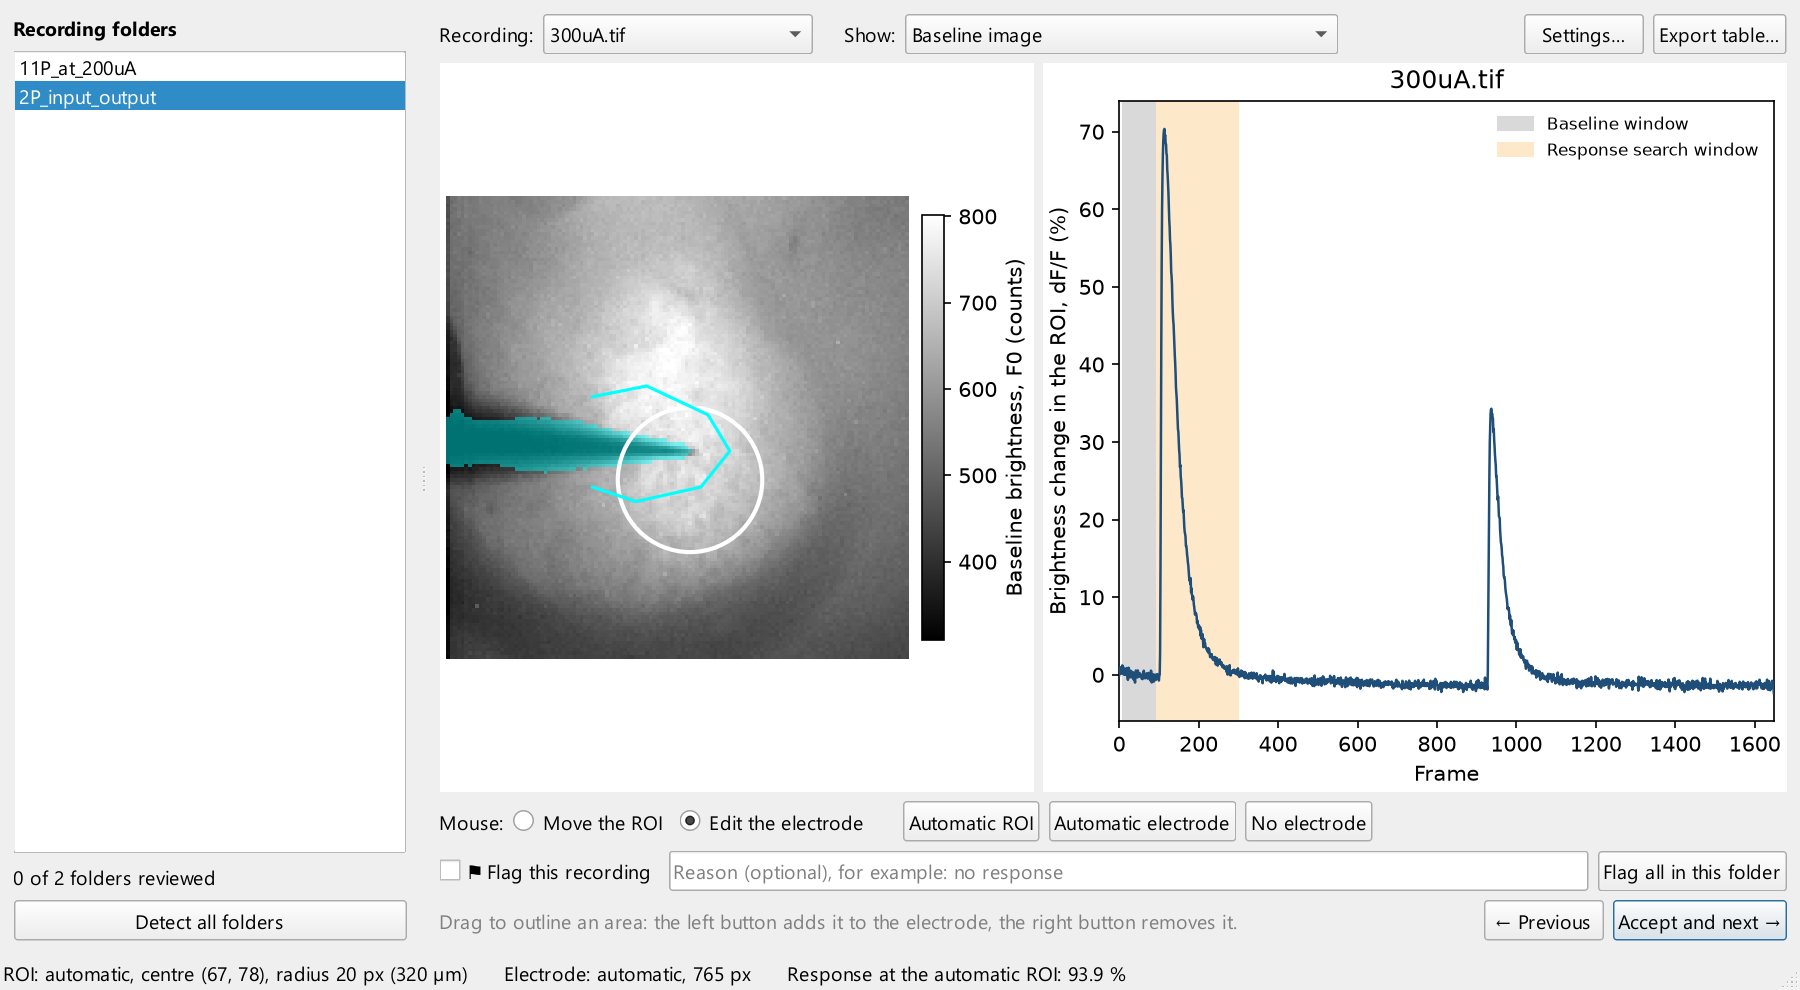 Recording folders
11P_at_200uA
2P_input_output
0 of 2 folders reviewed
Detect all folders
Recording: 300uA.tif Show: Baseline image Settings... Export table...
800
700
600
500
400
Baseline brightness, F0 (counts)
300uA.tif
Baseline window
Response search window
70
60
50
40
30
20
10
0
Brightness change in the ROI, dF/F (%)
0 200 400 600 800 1000 1200 1400 1600
Frame
Mouse: Move the ROI Edit the electrode Automatic ROI Automatic electrode No electrode
Flag this recording Reason (optional), for example: no response Flag all in this folder
Drag to outline an area: the left button adds it to the electrode, the right button removes it. ← Previous Accept and next →
ROI: automatic, centre (67, 78), radius 20 px (320 µm) Electrode: automatic, 765 px Response at the automatic ROI: 93.9 %